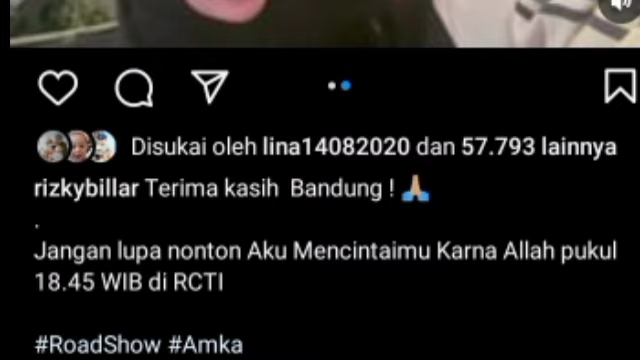 Disukai oleh lina14082020 dan 57.793 lainnya
rizkybillar Terima kasih Bandung ! 🙏
.
Jangan lupa nonton Aku Mencintaimu Karna Allah pukul
18.45 WIB di RCTI
#RoadShow #Amka